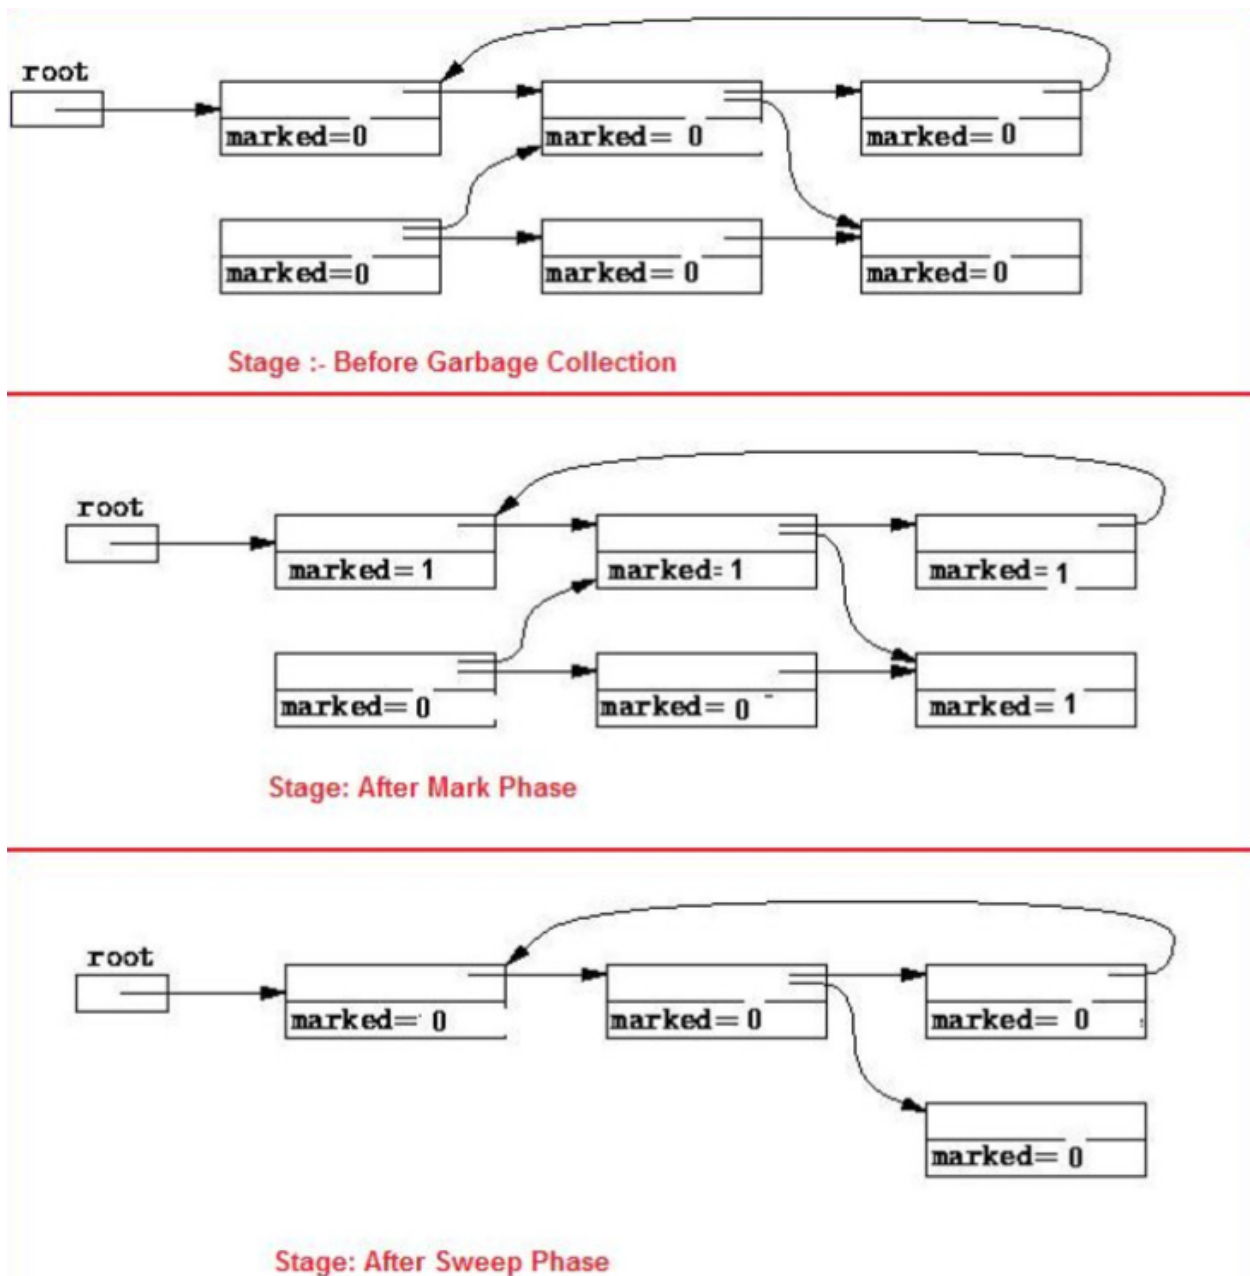 root
marked=0
marked= 0
marked= 0
marked=0
marked= 0
marked=0
Stage :- Before Garbage Collection
root
marked= 1
marked= 1
marked= 1
marked= 0
marked= 0
marked= 1
Stage: After Mark Phase
root
marked= 0
marked= 0
marked= 0
marked= 0
Stage: After Sweep Phase